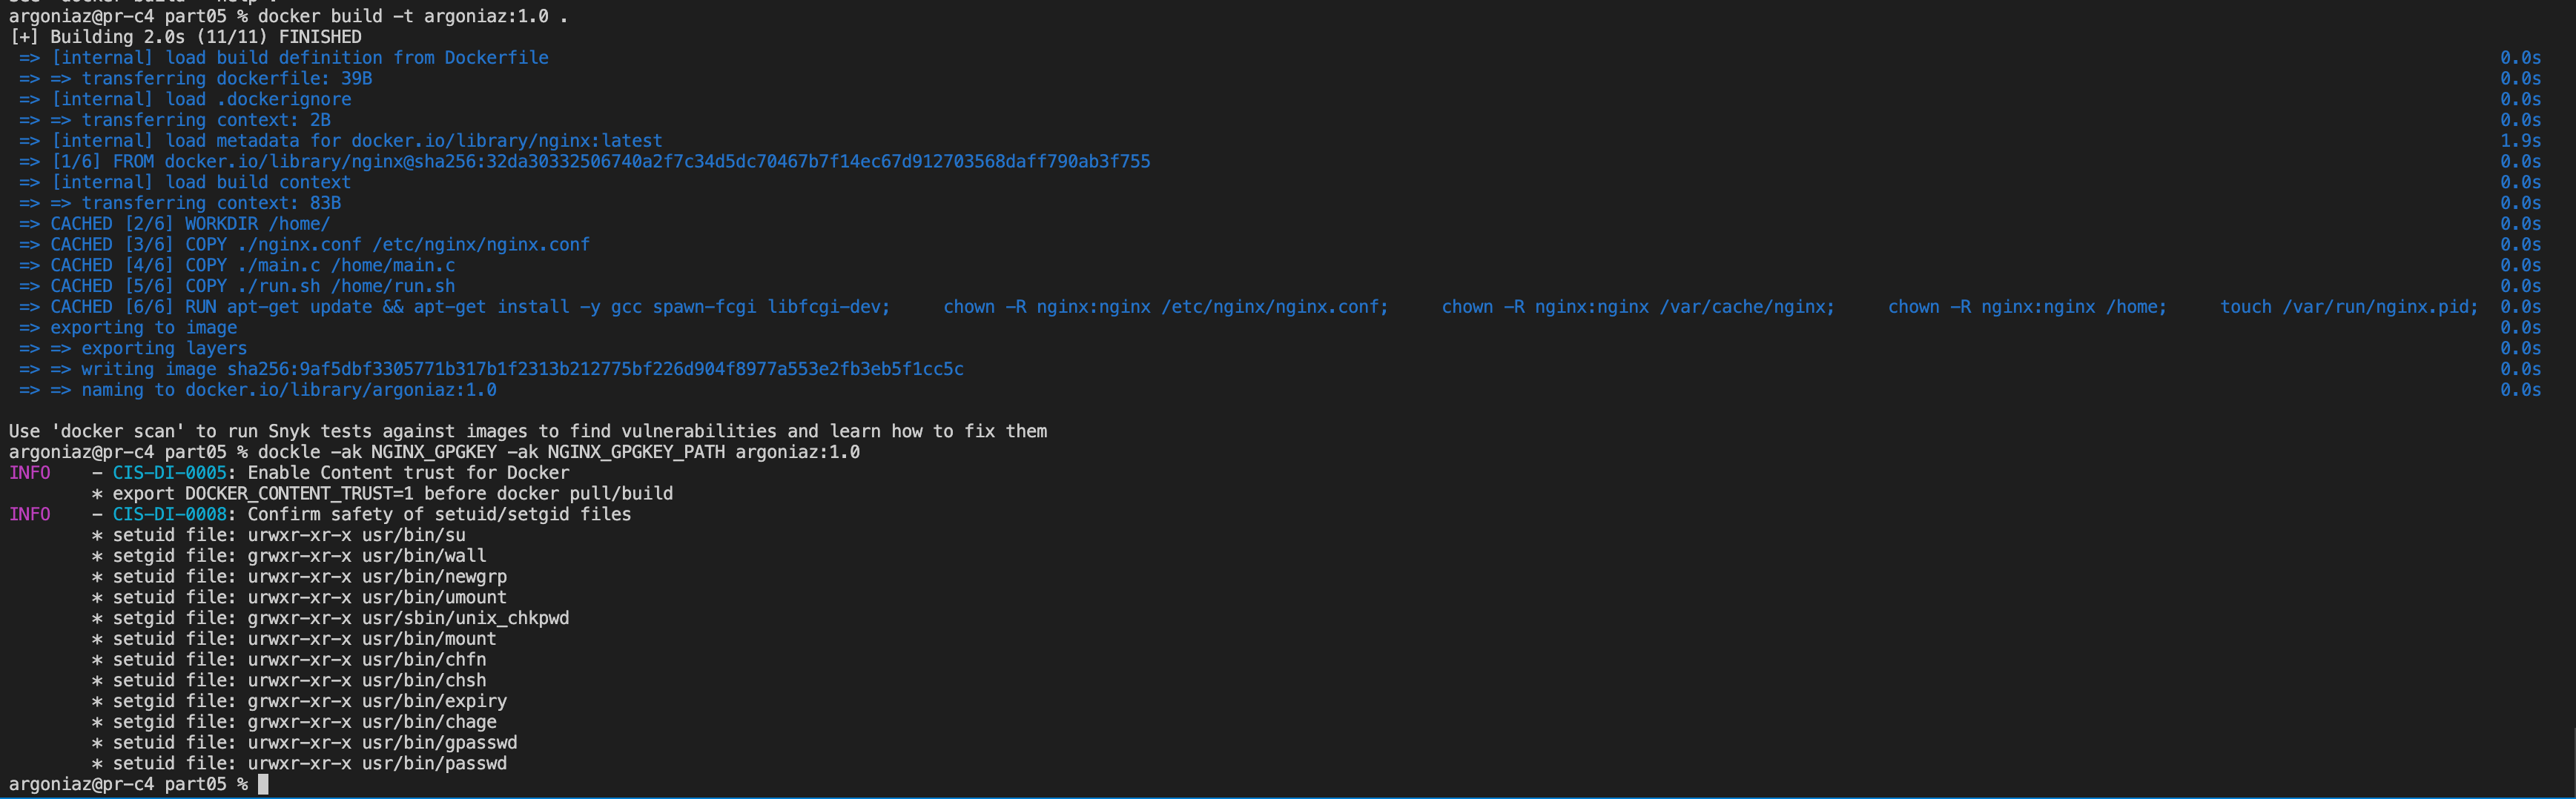 argoniaz@pr-c4 part05 % docker build -t argoniaz:1.0 .
[+] Building 2.0s (11/11) FINISHED
=> [internal] load build definition from Dockerfile 0.0s
=> => transferring dockerfile: 39B 0.0s
=> [internal] load .dockerignore 0.0s
=> => transferring context: 2B 0.0s
=> [internal] load metadata for docker.io/library/nginx:latest 1.9s
=> [1/6] FROM docker.io/library/nginx@sha256:32da30332506740a2f7c34d5dc70467b7f14ec67d912703568daff790ab3f755 0.0s
=> [internal] load build context 0.0s
=> => transferring context: 83B 0.0s
=> CACHED [2/6] WORKDIR /home/ 0.0s
=> CACHED [3/6] COPY ./nginx.conf /etc/nginx/nginx.conf 0.0s
=> CACHED [4/6] COPY ./main.c /home/main.c 0.0s
=> CACHED [5/6] COPY ./run.sh /home/run.sh 0.0s
=> CACHED [6/6] RUN apt-get update && apt-get install -y gcc spawn-fcgi libfcgi-dev;     chown -R nginx:nginx /etc/nginx/nginx.conf;     chown -R nginx:nginx /var/cache/nginx;     chown -R nginx:nginx /home;     touch /var/run/nginx.pid; 0.0s
=> exporting to image 0.0s
=> => exporting layers 0.0s
=> => writing image sha256:9af5dbf3305771b317b1f2313b212775bf226d904f8977a553e2fb3eb5f1cc5c 0.0s
=> => naming to docker.io/library/argoniaz:1.0 0.0s
Use 'docker scan' to run Snyk tests against images to find vulnerabilities and learn how to fix them
argoniaz@pr-c4 part05 % dockle -ak NGINX_GPGKEY -ak NGINX_GPGKEY_PATH argoniaz:1.0
INFO - CIS-DI-0005: Enable Content trust for Docker
* export DOCKER_CONTENT_TRUST=1 before docker pull/build
INFO - CIS-DI-0008: Confirm safety of setuid/setgid files
* setuid file: urwxr-xr-x usr/bin/su
* setgid file: grwxr-xr-x usr/bin/wall
* setuid file: urwxr-xr-x usr/bin/newgrp
* setuid file: urwxr-xr-x usr/bin/umount
* setgid file: grwxr-xr-x usr/sbin/unix_chkpwd
* setuid file: urwxr-xr-x usr/bin/mount
* setuid file: urwxr-xr-x usr/bin/chfn
* setuid file: urwxr-xr-x usr/bin/chsh
* setgid file: grwxr-xr-x usr/bin/expiry
* setgid file: grwxr-xr-x usr/bin/chage
* setuid file: urwxr-xr-x usr/bin/gpasswd
* setuid file: urwxr-xr-x usr/bin/passwd
argoniaz@pr-c4 part05 %